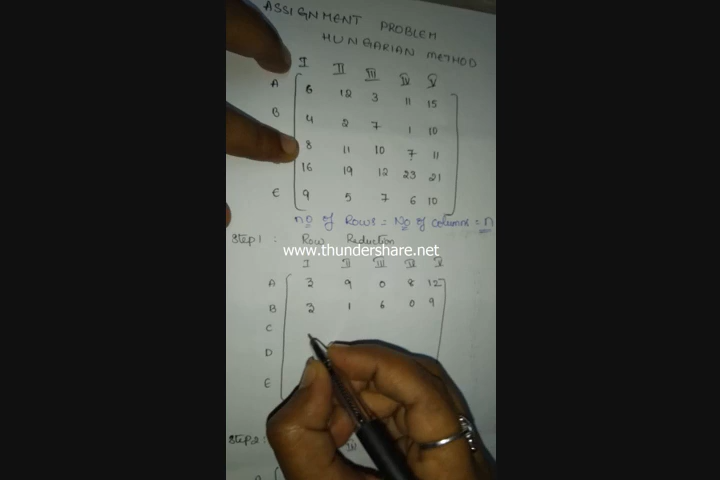 ASSIGNMENT PROBLEM
HUNGARIAN METHOD
I II III IV V
A 6 12 3 11 15
B 4 2 7 1 10
8 11 10 7 11
16 19 12 23 21
E 9 5 7 6 10
no of Rows = No of columns = n
Step 1 : Row Reduction
www.thundershare.net
I II III IV V
A 3 9 0 8 12
B 3 1 6 0 9
C
D
E
Step 2 :
III